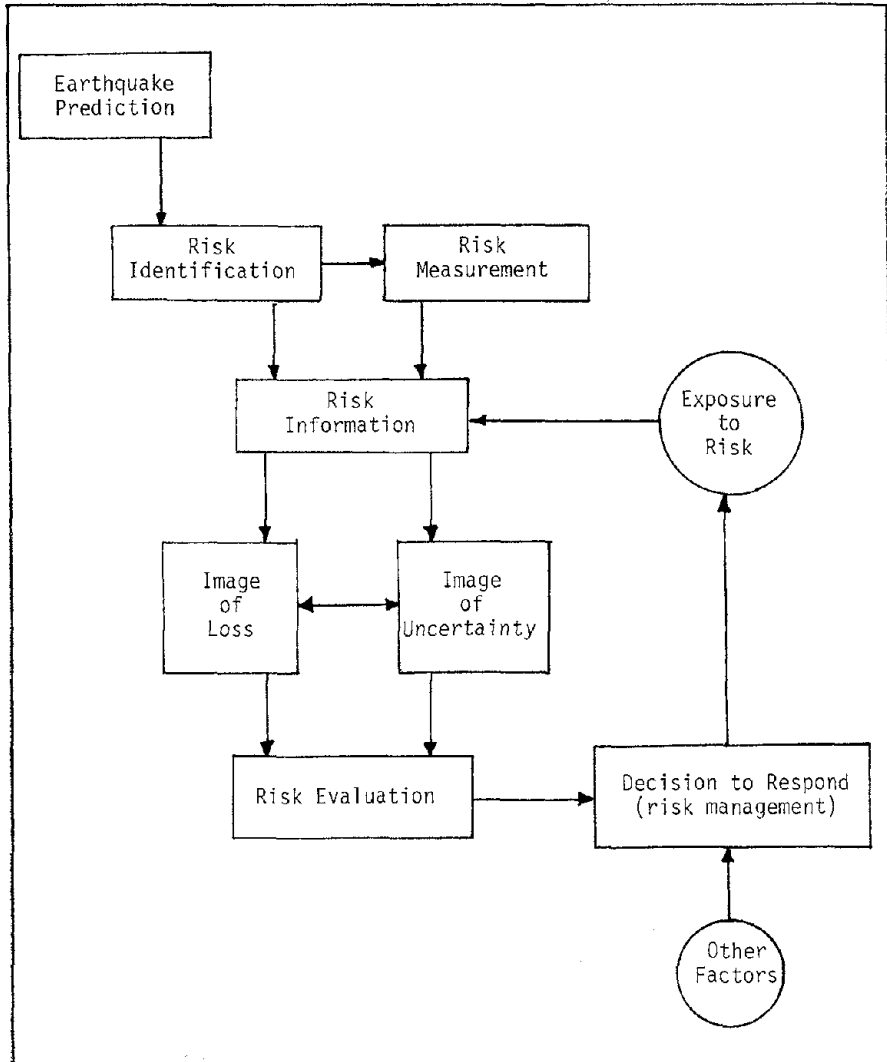 Earthquake
Prediction
Risk
Identification
Risk
Measurement
Risk
Information
Exposure
to
Risk
Image
of
Loss
Image
of
Uncertainty
Risk Evaluation
Decision to Respond
(risk management)
Other
Factors